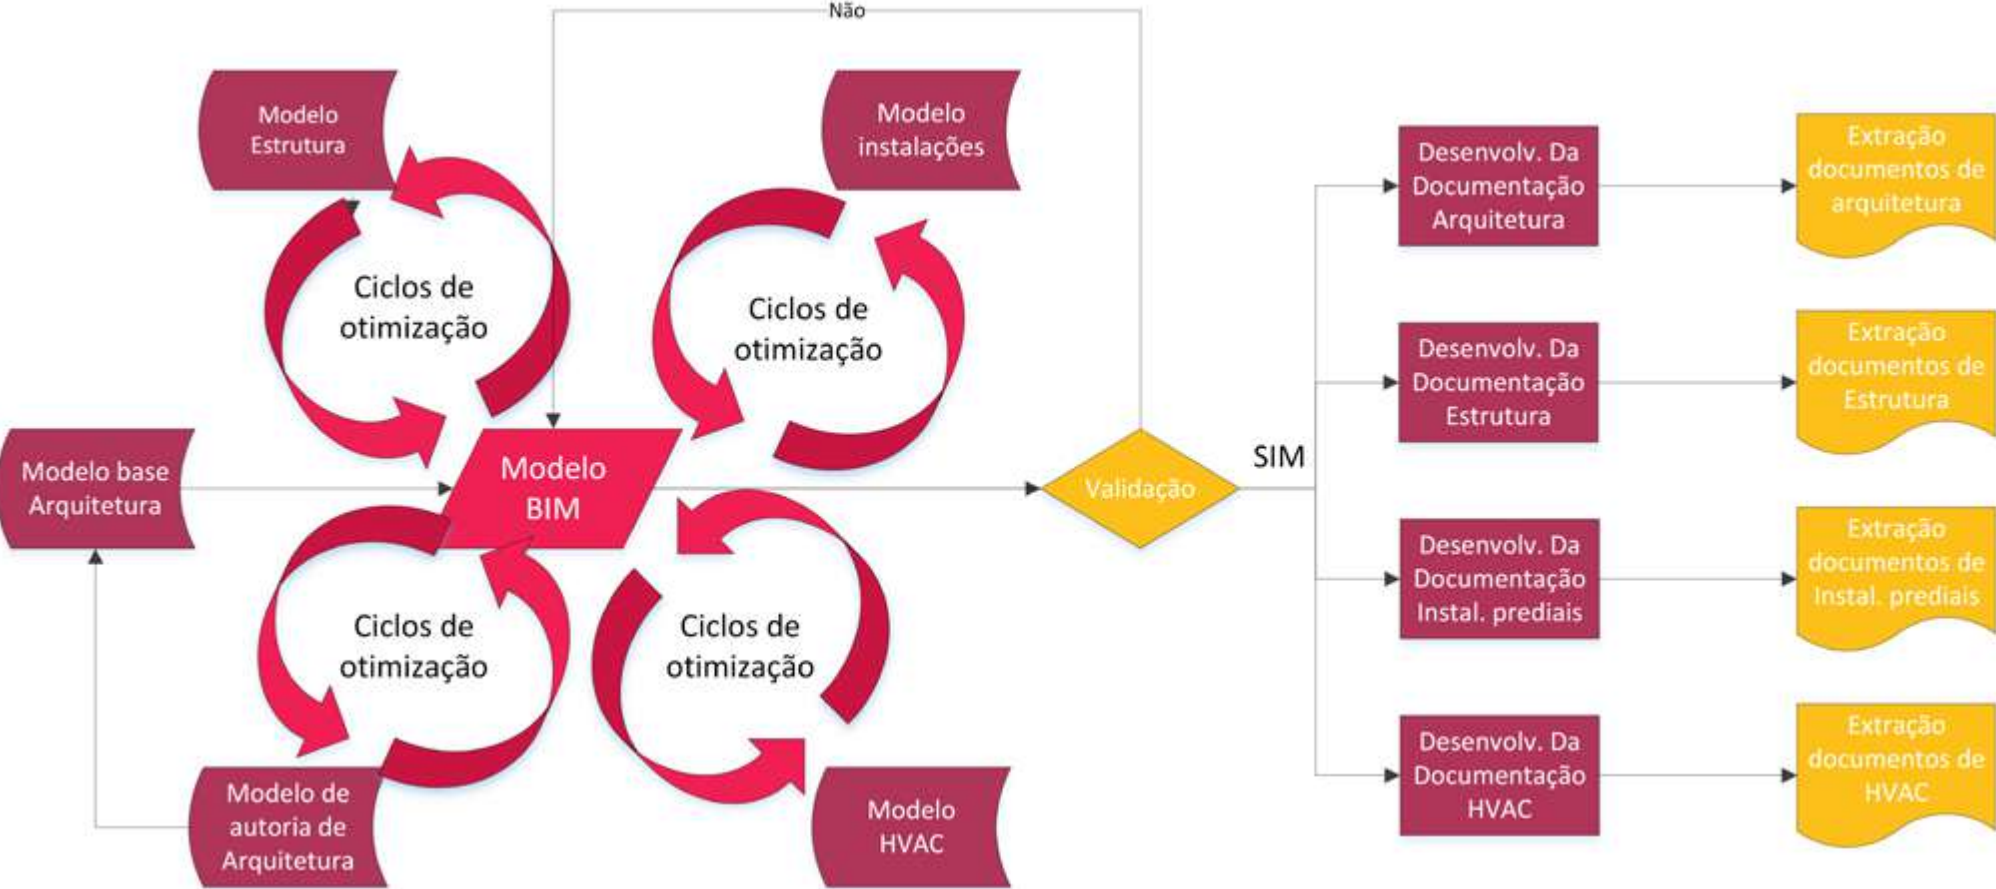 Não
Modelo
Estrutura
Modelo
instalações
Ciclos de
otimização
Ciclos de
otimização
Modelo base
Arquitetura
Modelo
BIM
Validação
SIM
Ciclos de
otimização
Ciclos de
otimização
Modelo de
autoria de
Arquitetura
Modelo
HVAC
Desenvolv. Da
Documentação
Arquitetura
Extração
documentos de
arquitetura
Desenvolv. Da
Documentação
Estrutura
Extração
documentos de
Estrutura
Desenvolv. Da
Documentação
Instal. prediais
Extração
documentos de
Instal. prediais
Desenvolv. Da
Documentação
HVAC
Extração
documentos de
HVAC